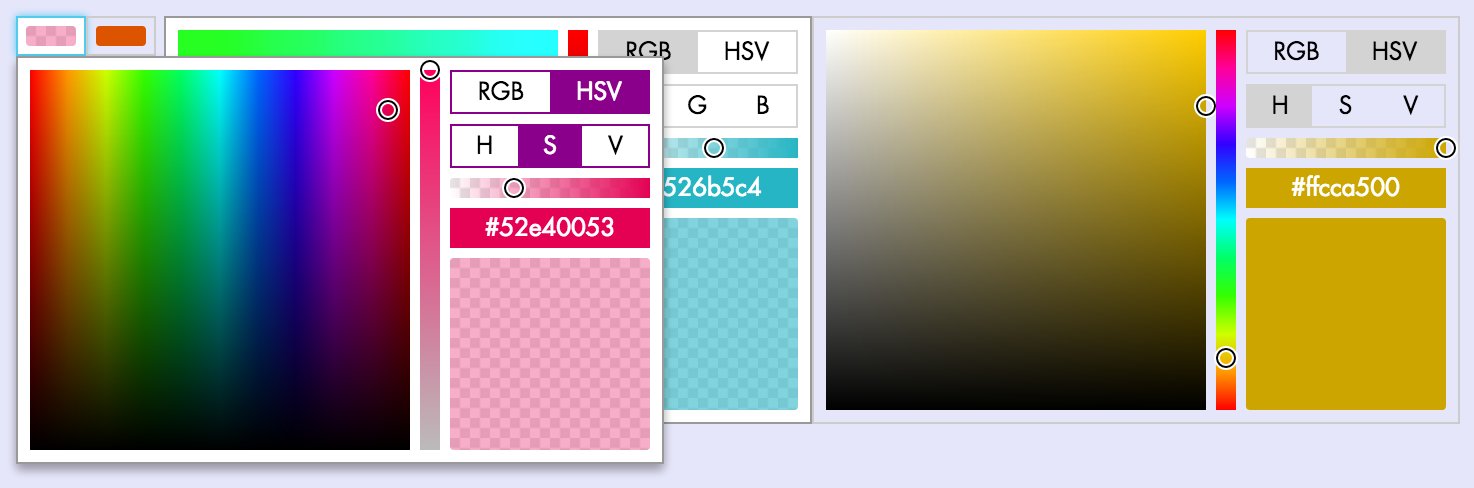 RGB HSV
H S V
#52e40053
RGB HSV
G B
526b5c4
RGB HSV
H S V
#ffcca500